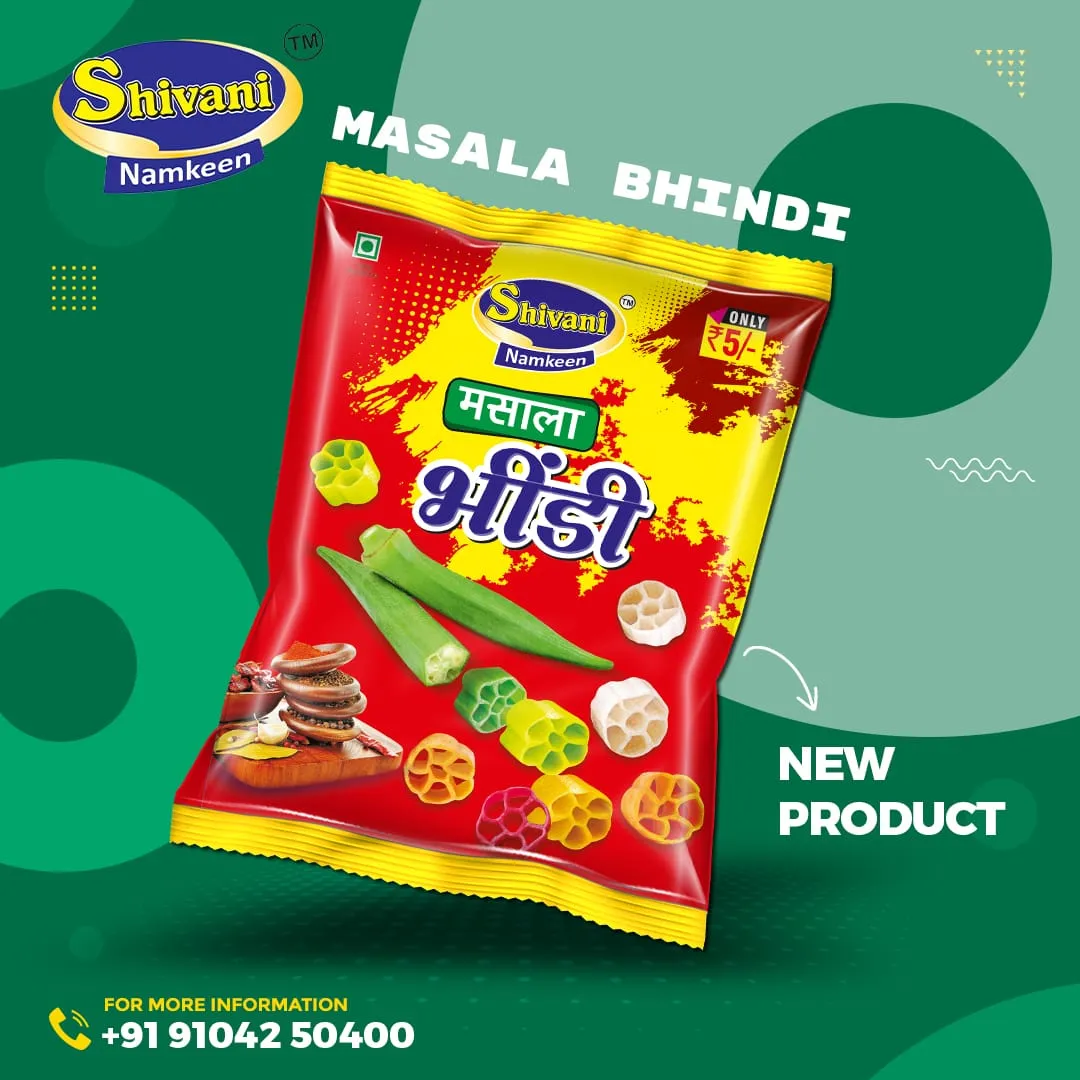 Shivani
TM
Namkeen
MASALA BHINDI
Shivani
TM
Namkeen
ONLY
₹5/-
मसाला
भींडी
NEW
PRODUCT
FOR MORE INFORMATION
+91 91042 50400